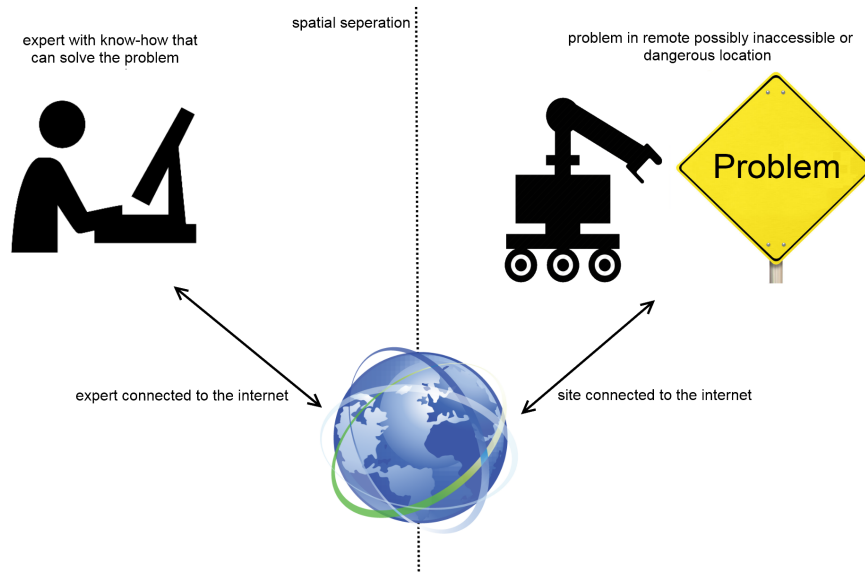 spatial seperation
expert with know-how that
can solve the problem
problem in remote possibly inaccessible or
dangerous location
Problem
expert connected to the internet
site connected to the internet